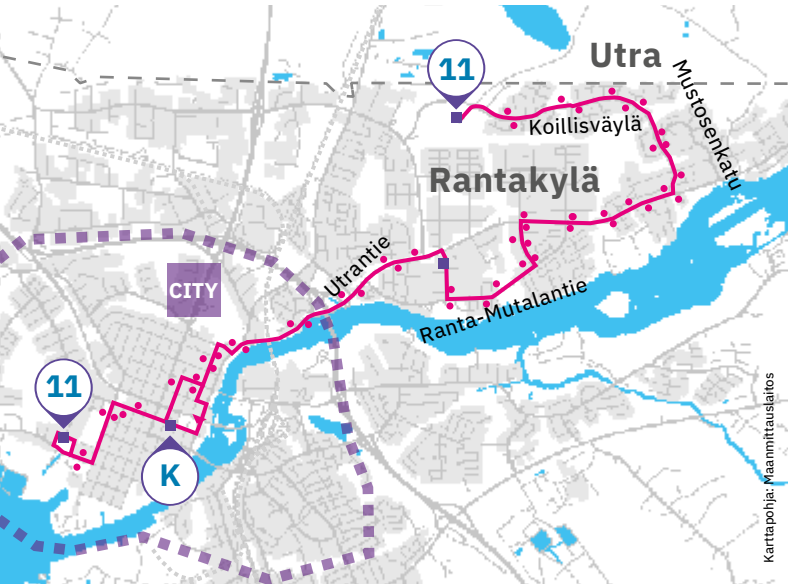 11
Utra
Mustosenkatu
Koillisväylä
Rantakylä
Utrantie
CITY
Ranta-Mutalantie
11
K
Karttapohja: Maanmittauslaitos